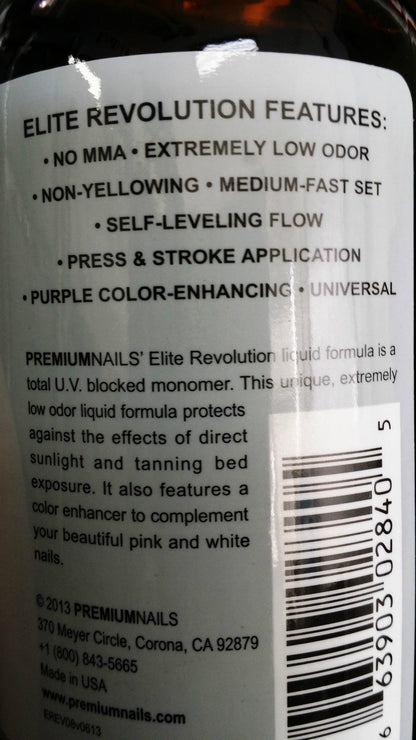 ELITE REVOLUTION FEATURES:
• NO MMA • EXTREMELY LOW ODOR
• NON-YELLOWING • MEDIUM-FAST SET
• SELF-LEVELING FLOW
• PRESS & STROKE APPLICATION
• PURPLE COLOR-ENHANCING • UNIVERSAL
PREMIUMNAILS' Elite Revolution liquid formula is a
total U.V. blocked monomer. This unique, extremely
low odor liquid formula protects
against the effects of direct
sunlight and tanning bed
exposure. It also features a
color enhancer to complement
your beautiful pink and white
nails.
© 2013 PREMIUMNAILS
370 Meyer Circle, Corona, CA 92879
+1 (800) 843-5665
Made in USA
www.premiumnails.com
EREV08v0613
6 63903 02840 5